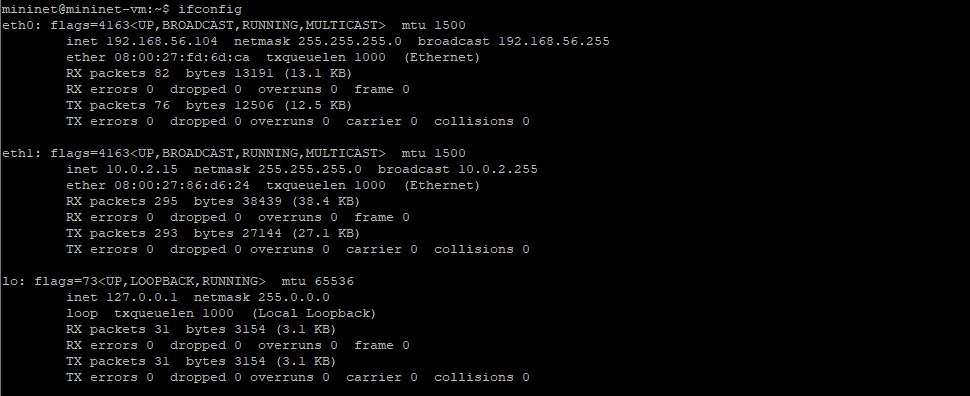 mininet@mininet-vm:~$ ifconfig
eth0: flags=4163<UP,BROADCAST,RUNNING,MULTICAST>  mtu 1500
        inet 192.168.56.104  netmask 255.255.255.0  broadcast 192.168.56.255
        ether 08:00:27:fd:6d:ca  txqueuelen 1000  (Ethernet)
        RX packets 82  bytes 13191 (13.1 KB)
        RX errors 0  dropped 0  overruns 0  frame 0
        TX packets 76  bytes 12506 (12.5 KB)
        TX errors 0  dropped 0 overruns 0  carrier 0  collisions 0

eth1: flags=4163<UP,BROADCAST,RUNNING,MULTICAST>  mtu 1500
        inet 10.0.2.15  netmask 255.255.255.0  broadcast 10.0.2.255
        ether 08:00:27:86:d6:24  txqueuelen 1000  (Ethernet)
        RX packets 295  bytes 38439 (38.4 KB)
        RX errors 0  dropped 0  overruns 0  frame 0
        TX packets 293  bytes 27144 (27.1 KB)
        TX errors 0  dropped 0 overruns 0  carrier 0  collisions 0

lo: flags=73<UP,LOOPBACK,RUNNING>  mtu 65536
        inet 127.0.0.1  netmask 255.0.0.0
        loop  txqueuelen 1000  (Local Loopback)
        RX packets 31  bytes 3154 (3.1 KB)
        RX errors 0  dropped 0  overruns 0  frame 0
        TX packets 31  bytes 3154 (3.1 KB)
        TX errors 0  dropped 0 overruns 0  carrier 0  collisions 0